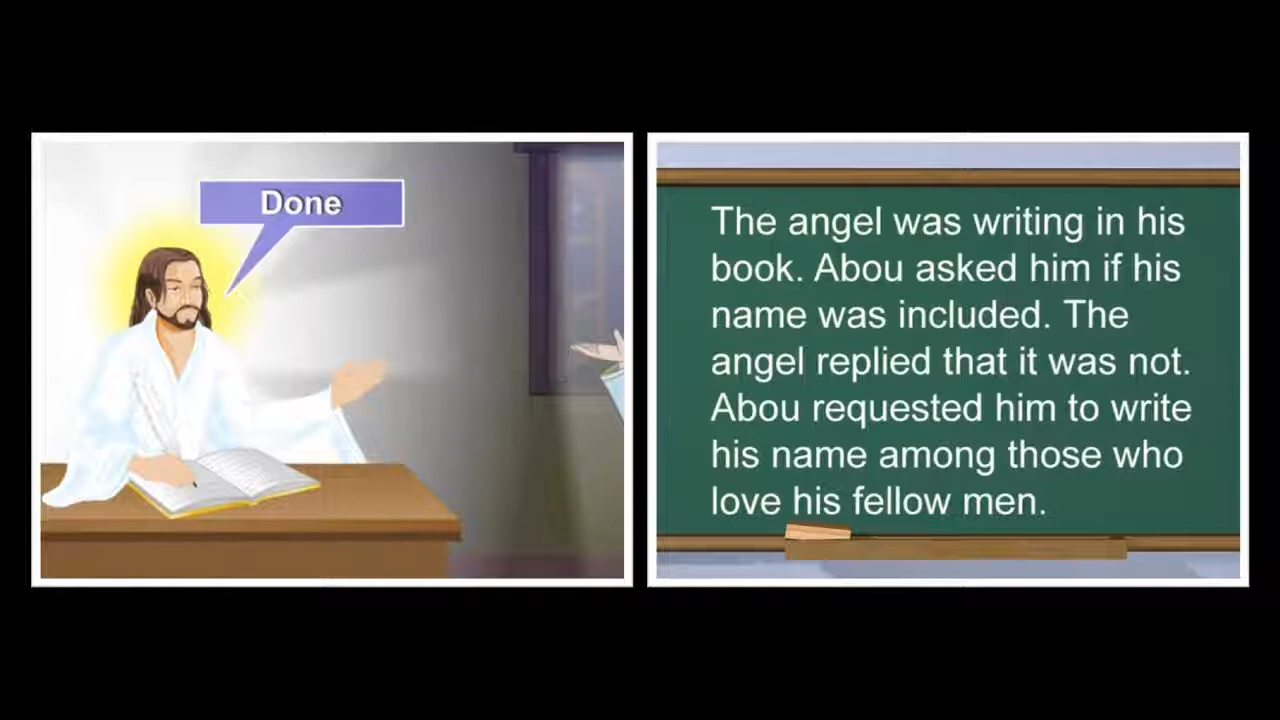 Done
The angel was writing in his
book. Abou asked him if his
name was included. The
angel replied that it was not.
Abou requested him to write
his name among those who
love his fellow men.